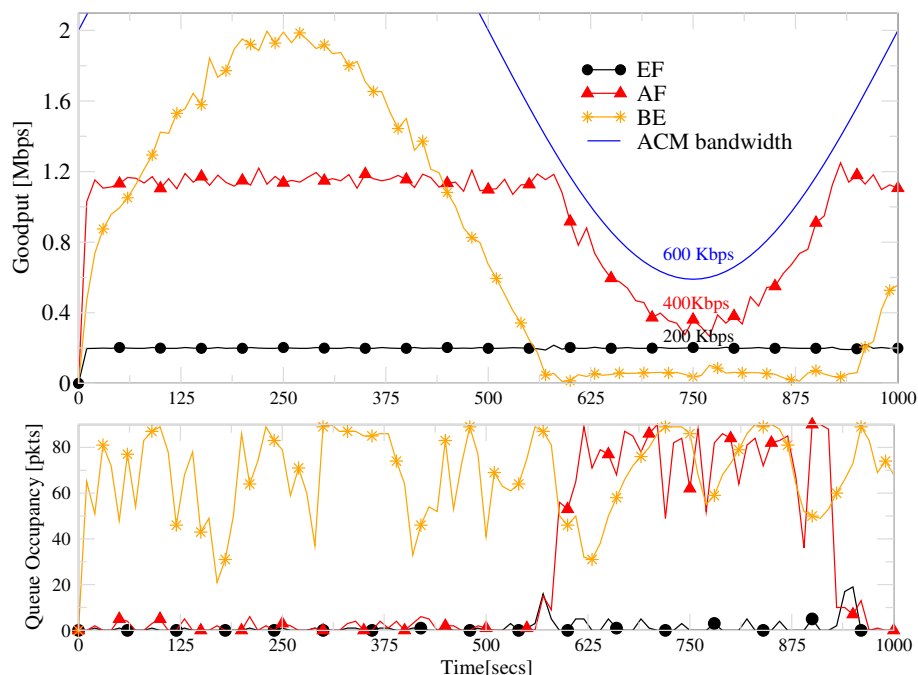 2
1.6
1.2
0.8
0.4
0
Goodput [Mbps]
EF
AF
BE
ACM bandwidth
600 Kbps
400Kbps
200 Kbps
0 125 250 375 500 625 750 875 1000
80
60
40
20
0
Queue Occupancy [pkts]
0 125 250 375 500 625 750 875 1000
Time[secs]